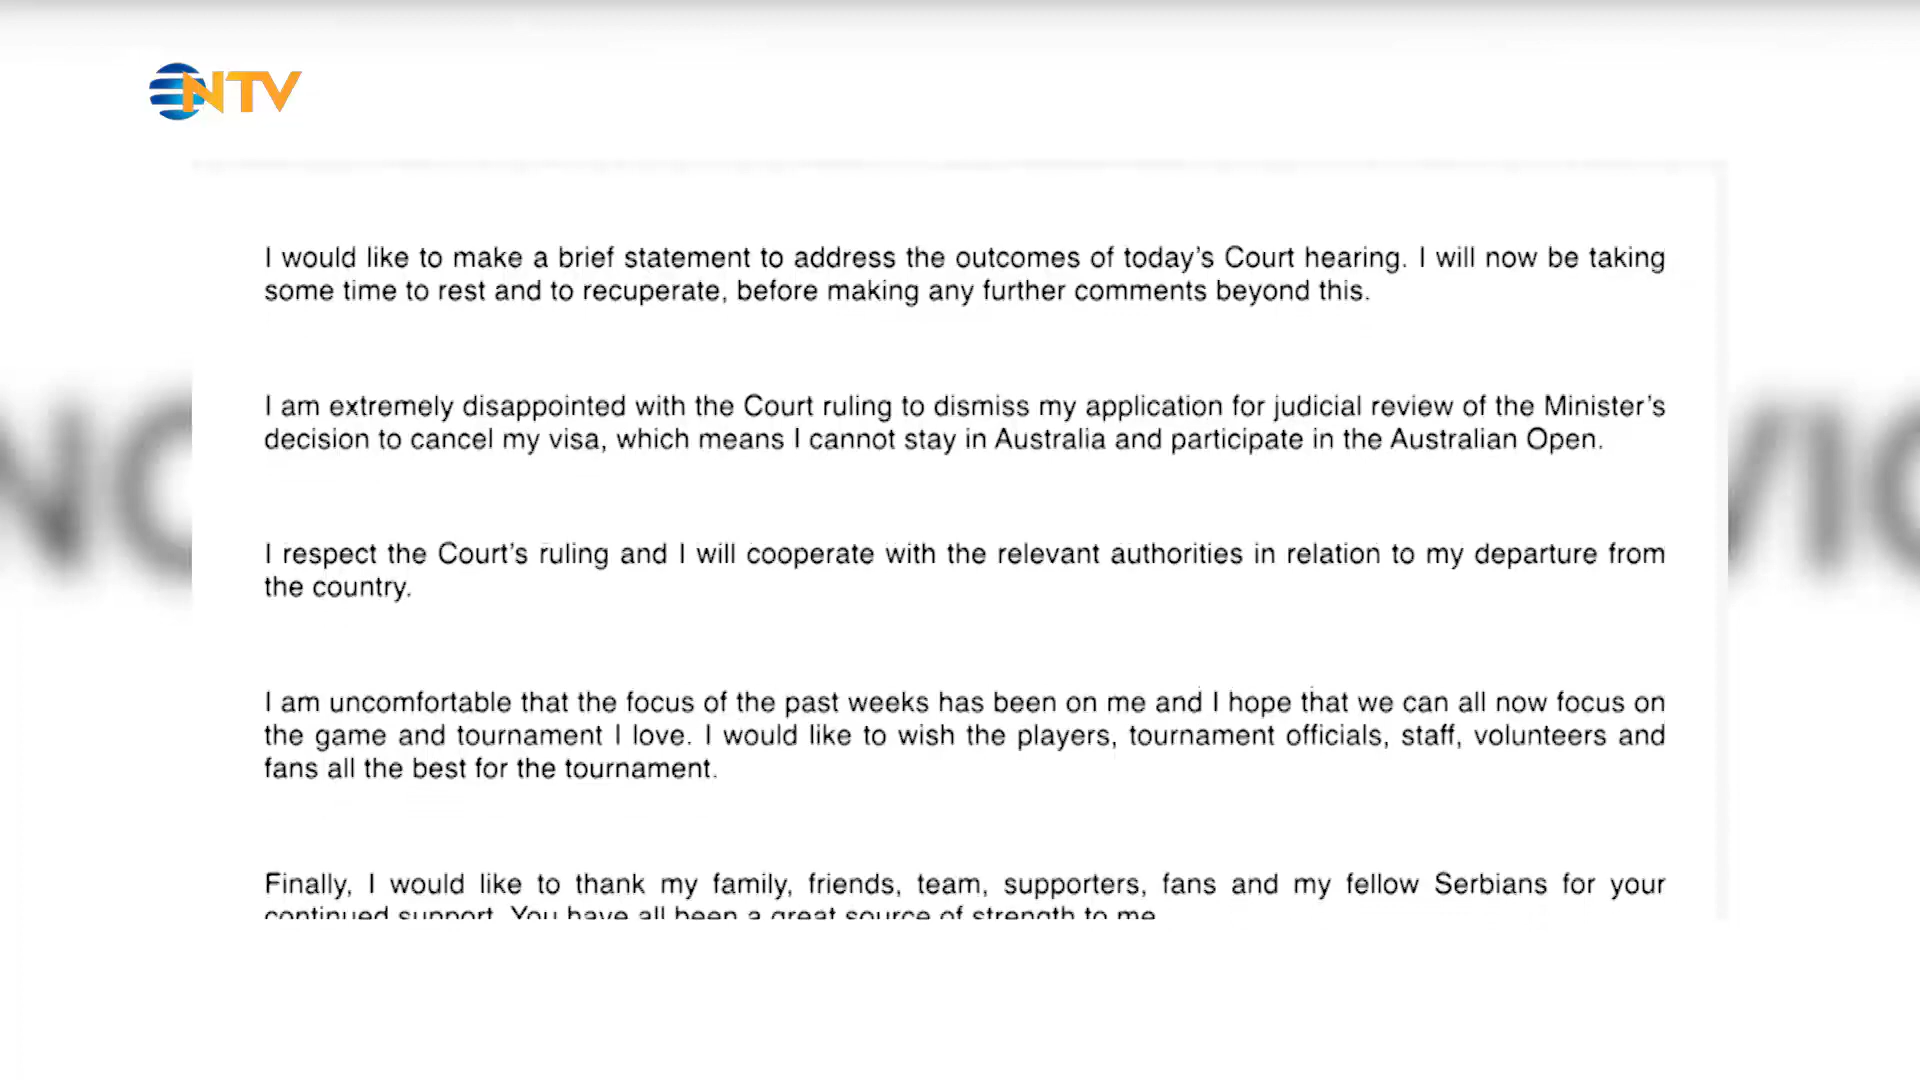 NTV
I would like to make a brief statement to address the outcomes of today's Court hearing. I will now be taking
some time to rest and to recuperate, before making any further comments beyond this.
I am extremely disappointed with the Court ruling to dismiss my application for judicial review of the Minister's
decision to cancel my visa, which means I cannot stay in Australia and participate in the Australian Open.
I respect the Court's ruling and I will cooperate with the relevant authorities in relation to my departure from
the country.
I am uncomfortable that the focus of the past weeks has been on me and I hope that we can all now focus on
the game and tournament I love. I would like to wish the players, tournament officials, staff, volunteers and
fans all the best for the tournament.
Finally, I would like to thank my family, friends, team, supporters, fans and my fellow Serbians for your
continued support. You have all been a great source of strength to me